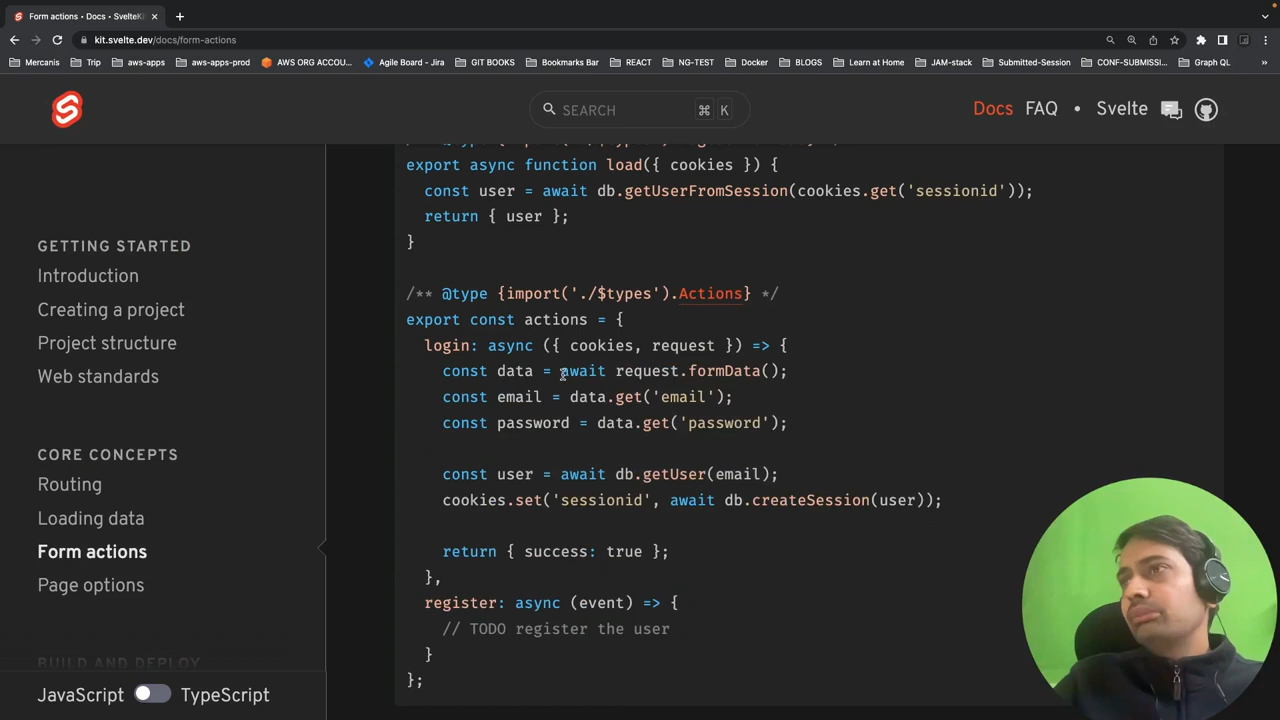 Form actions • Docs • SvelteKit
kit.svelte.dev/docs/form-actions
Mercanis
Trip
aws-apps
aws-apps-prod
AWS ORG ACCOU...
Agile Board - Jira
GIT BOOKS
Bookmarks Bar
REACT
NG-TEST
Docker
BLOGS
Learn at Home
JAM-stack
Submitted-Session
CONF-SUBMISSI...
Graph QL
»
SEARCH
⌘ K
Docs FAQ • Svelte
GETTING STARTED
Introduction
Creating a project
Project structure
Web standards
CORE CONCEPTS
Routing
Loading data
Form actions
Page options
BUILD AND DEPLOY
JavaScript TypeScript
export async function load({ cookies }) {
const user = await db.getUserFromSession(cookies.get('sessionid'));
return { user };
}
/** @type {import('./$types').Actions} */
export const actions = {
login: async ({ cookies, request }) => {
const data = await request.formData();
const email = data.get('email');
const password = data.get('password');
const user = await db.getUser(email);
cookies.set('sessionid', await db.createSession(user));
return { success: true };
},
register: async (event) => {
// TODO register the user
}
};